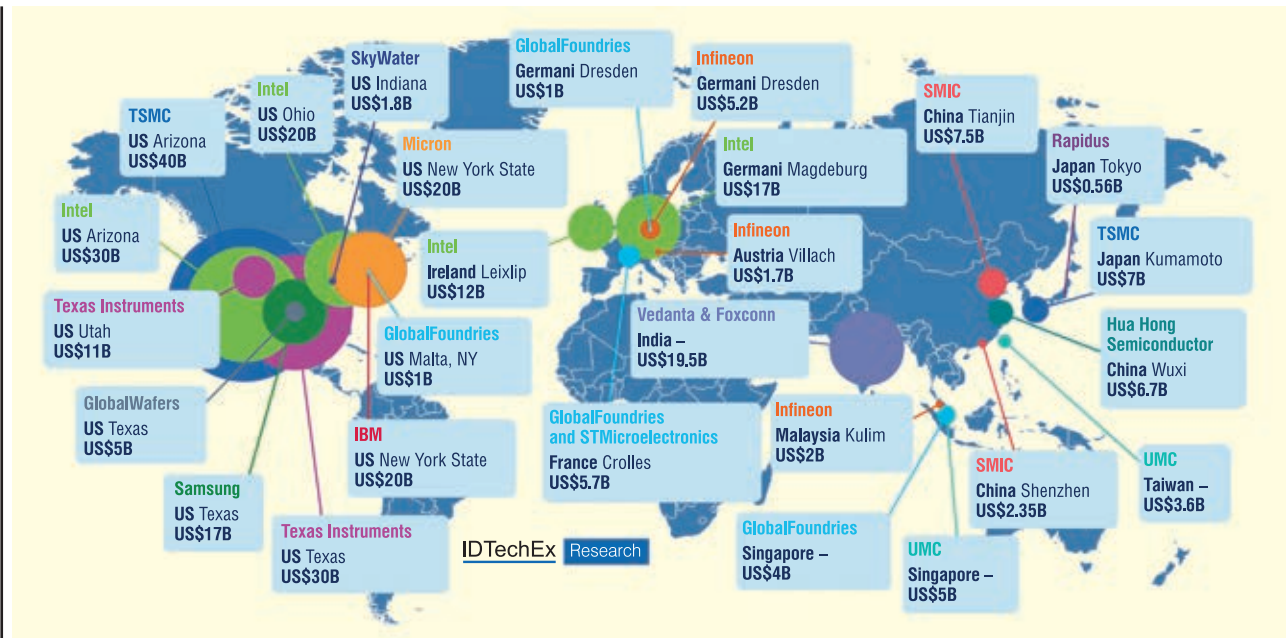 SkyWater
US Indiana
US$1.8B
GlobalFoundries
Germani Dresden
US$1B
Infineon
Germani Dresden
US$5.2B
Intel
US Ohio
US$20B
SMIC
China Tianjin
US$7.5B
TSMC
US Arizona
US$40B
Micron
US New York State
US$20B
Intel
Germani Magdeburg
US$17B
Rapidus
Japan Tokyo
US$0.56B
Intel
US Arizona
US$30B
Intel
Ireland Leixlip
US$12B
Infineon
Austria Villach
US$1.7B
TSMC
Japan Kumamoto
US$7B
Texas Instruments
US Utah
US$11B
GlobalFoundries
US Malta, NY
US$1B
Vedanta & Foxconn
India –
US$19.5B
Hua Hong
Semiconductor
China Wuxi
US$6.7B
GlobalWafers
US Texas
US$5B
IBM
US New York State
US$20B
GlobalFoundries
and STMicroelectronics
France Crolles
US$5.7B
Infineon
Malaysia Kulim
US$2B
SMIC
China Shenzhen
US$2.35B
UMC
Taiwan –
US$3.6B
Samsung
US Texas
US$17B
Texas Instruments
US Texas
US$30B
IDTechEx Research
GlobalFoundries
Singapore –
US$4B
UMC
Singapore –
US$5B